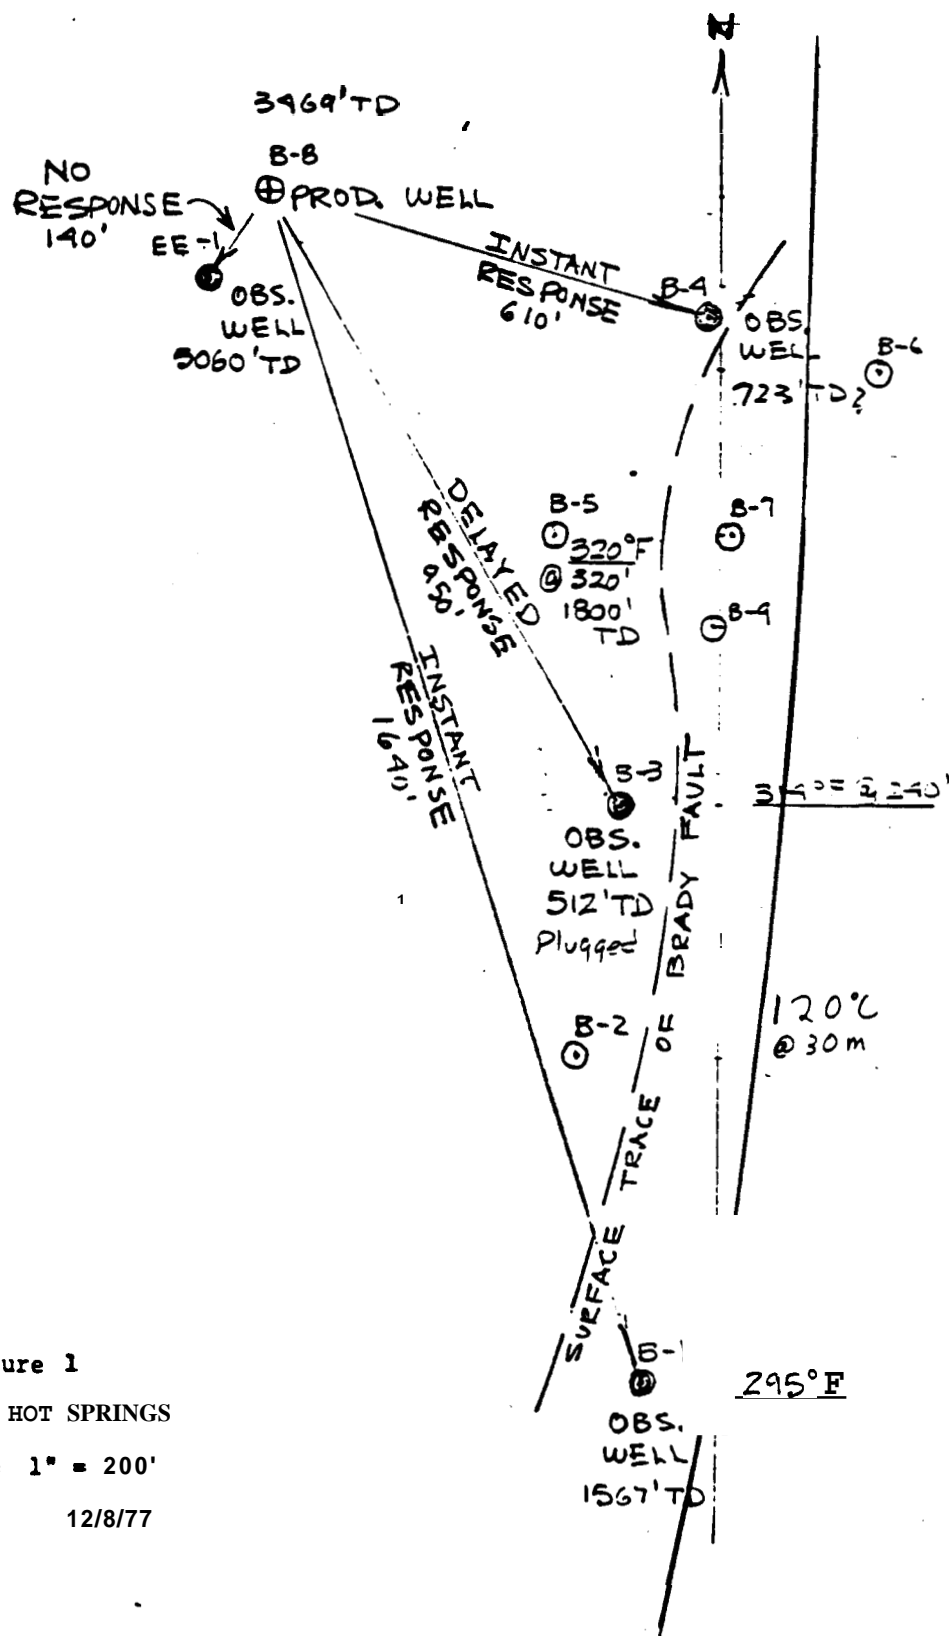 N
3469' TD
B-8
PROD. WELL
NO
RESPONSE
140'
EE-1
OBS.
WELL
5060' TD
INSTANT
RESPONSE
610'
B-4
OBS.
WELL
723' TD?
B-6
B-5
320°F
@ 320'
1800'
TD
B-7
B-9
DELAYED
RESPONSE
950'
INSTANT
RESPONSE
1640'
OBS.
WELL
512' TD
Plugged
240'
1
B-2
120°C
@ 30 m
SURFACE TRACE OF BRADY FAULT
OBS.
WELL
1567' TD
295°F
ure 1
HOT SPRINGS
1" = 200'
12/8/77